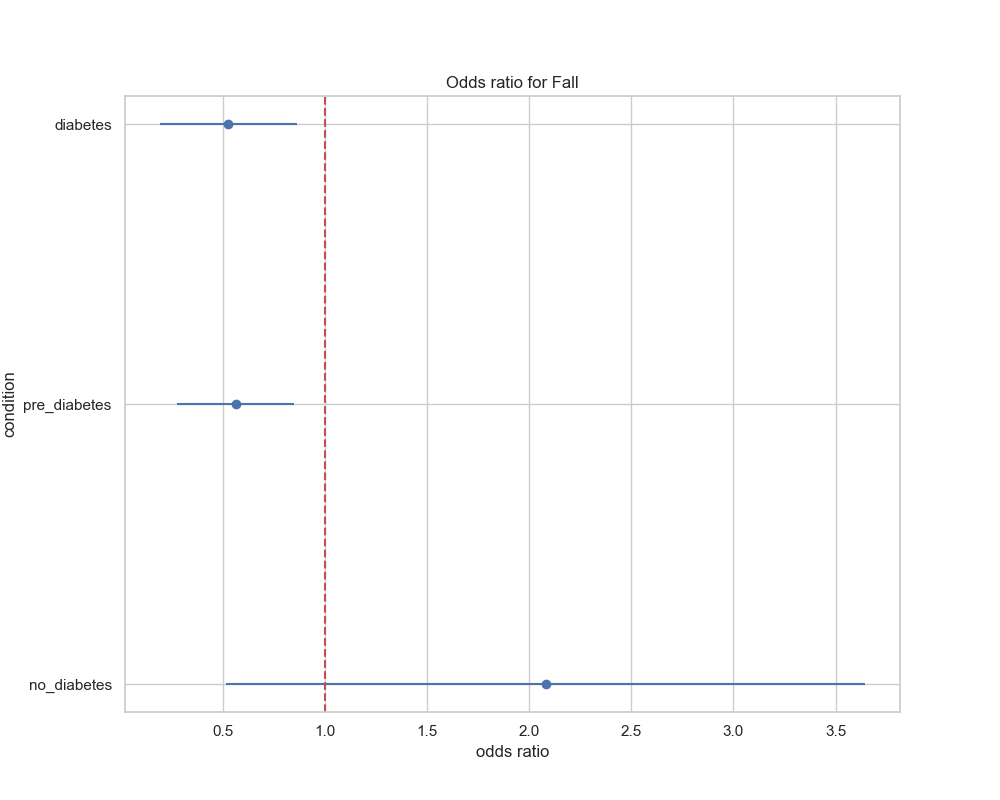 Odds ratio for Fall
diabetes
pre_diabetes
no_diabetes
condition
0.5 1.0 1.5 2.0 2.5 3.0 3.5
odds ratio